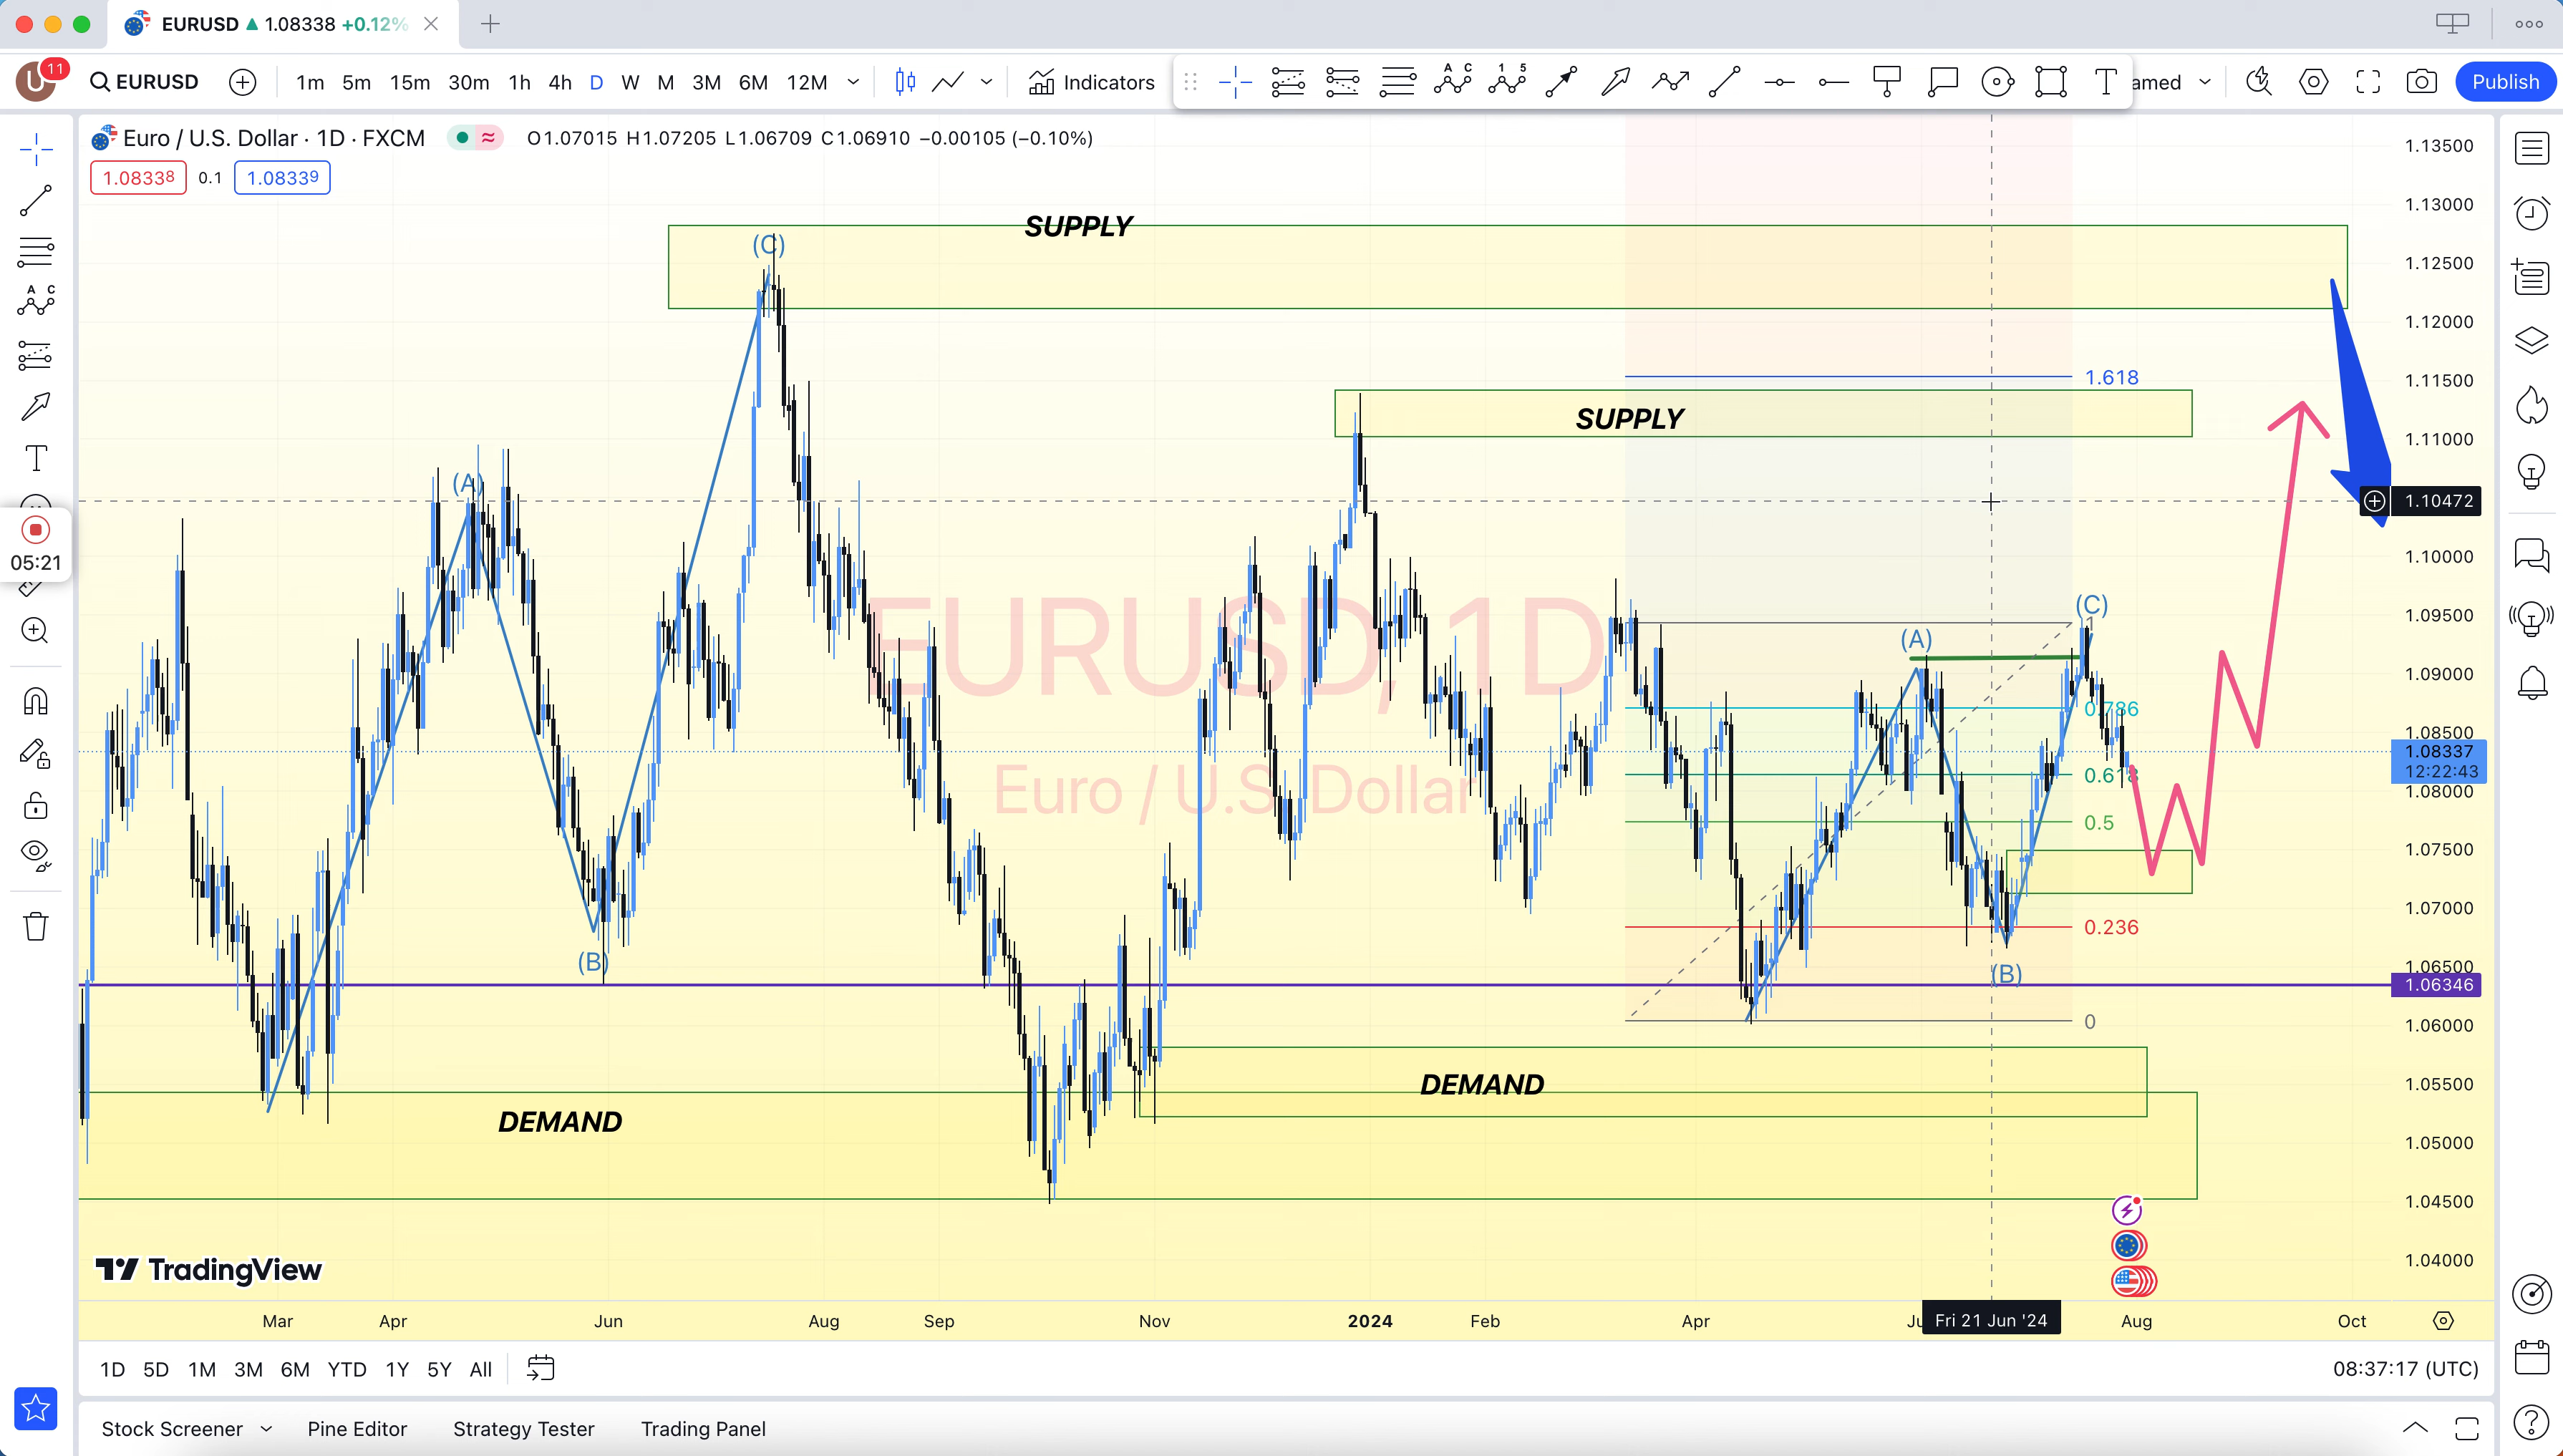 EURUSD ▲ 1.08338 +0.12%
U 11 EURUSD 1m 5m 15m 30m 1h 4h D W M 3M 6M 12M Indicators A C 1 5 T amed Publish
Euro / U.S. Dollar · 1D · FXCM ≈ O1.07015 H1.07205 L1.06709 C1.06910 −0.00105 (−0.10%)
1.08338 0.1 1.08339
1.13500
1.13000
SUPPLY
(C)
1.12500
1.12000
1.618
1.11500
SUPPLY
1.11000
(A)
1.10472
05:21
1.10000
EURUSD, 1D
Euro / U.S. Dollar
(C)
1.09500
(A)
1.09000
0.786
1.08500
1.08337
12:22:43
0.618
1.08000
0.5
1.07500
1.07000
0.236
(B)
(B)
1.06500
1.06346
0
1.06000
DEMAND
1.05500
DEMAND
1.05000
1.04500
1.04000
TradingView
Mar Apr Jun Aug Sep Nov 2024 Feb Apr Ju Fri 21 Jun '24 Aug Oct
1D 5D 1M 3M 6M YTD 1Y 5Y All 08:37:17 (UTC)
Stock Screener Pine Editor Strategy Tester Trading Panel